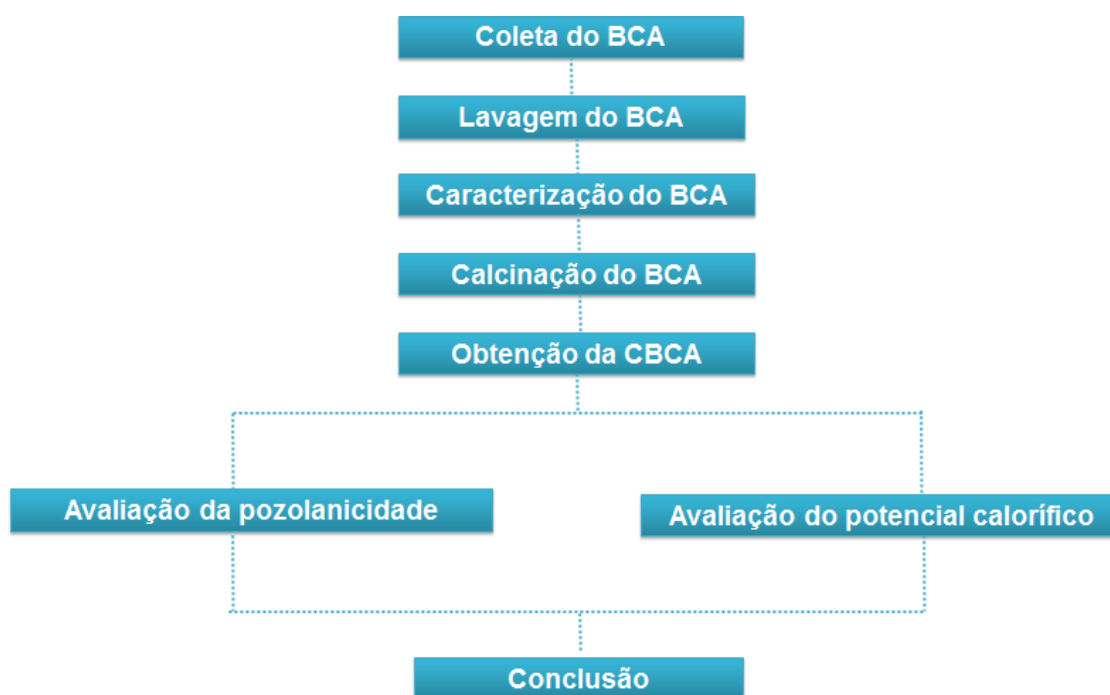 Coleta do BCA
Lavagem do BCA
Caracterização do BCA
Calcinação do BCA
Obtenção da CBCA
Avaliação da pozolanicidade
Avaliação do potencial calorífico
Conclusão